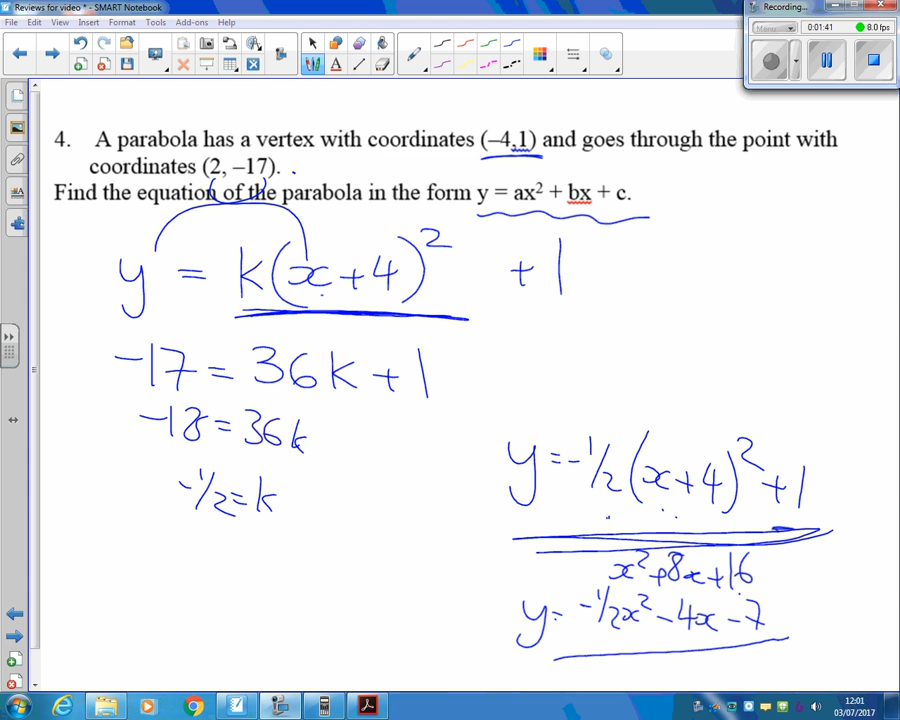 Reviews for video * - SMART Notebook
File Edit View Insert Format Tools Add-ons Help
Recording...
Menu
0:01:41
8.0 fps
4. A parabola has a vertex with coordinates (–4,1) and goes through the point with
coordinates (2, –17).
Find the equation of the parabola in the form y = ax² + bx + c.
y = k(x+4)² + 1
-17 = 36k + 1
-18 = 36k
-1/2 = k
y = -1/2(x+4)² + 1
x² + 8x + 16
y = -1/2x² - 4x - 7
12:01
03/07/2017